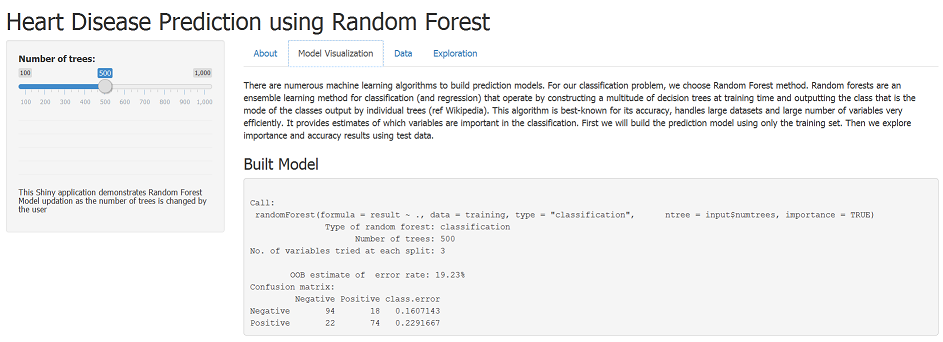 Heart Disease Prediction using Random Forest
Number of trees:
100 500 1,000
100 200 300 400 500 600 700 800 900 1,000
This Shiny application demonstrates Random Forest
Model updation as the number of trees is changed by
the user
About Model Visualization Data Exploration
There are numerous machine learning algorithms to build prediction models. For our classification problem, we choose Random Forest method. Random forests are an
ensemble learning method for classification (and regression) that operate by constructing a multitude of decision trees at training time and outputting the class that is the
mode of the classes output by individual trees (ref Wikipedia). This algorithm is best-known for its accuracy, handles large datasets and large number of variables very
efficiently. It provides estimates of which variables are important in the classification. First we will build the prediction model using only the training set. Then we explore
importance and accuracy results using test data.
Built Model
Call:
randomForest(formula = result ~ ., data = training, type = "classification", ntree = input$numtrees, importance = TRUE)
Type of random forest: classification
Number of trees: 500
No. of variables tried at each split: 3
OOB estimate of error rate: 19.23%
Confusion matrix:
Negative Positive class.error
Negative 94 18 0.1607143
Positive 22 74 0.2291667